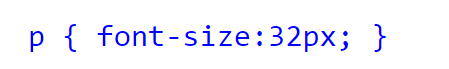 p { font-size:32px; }